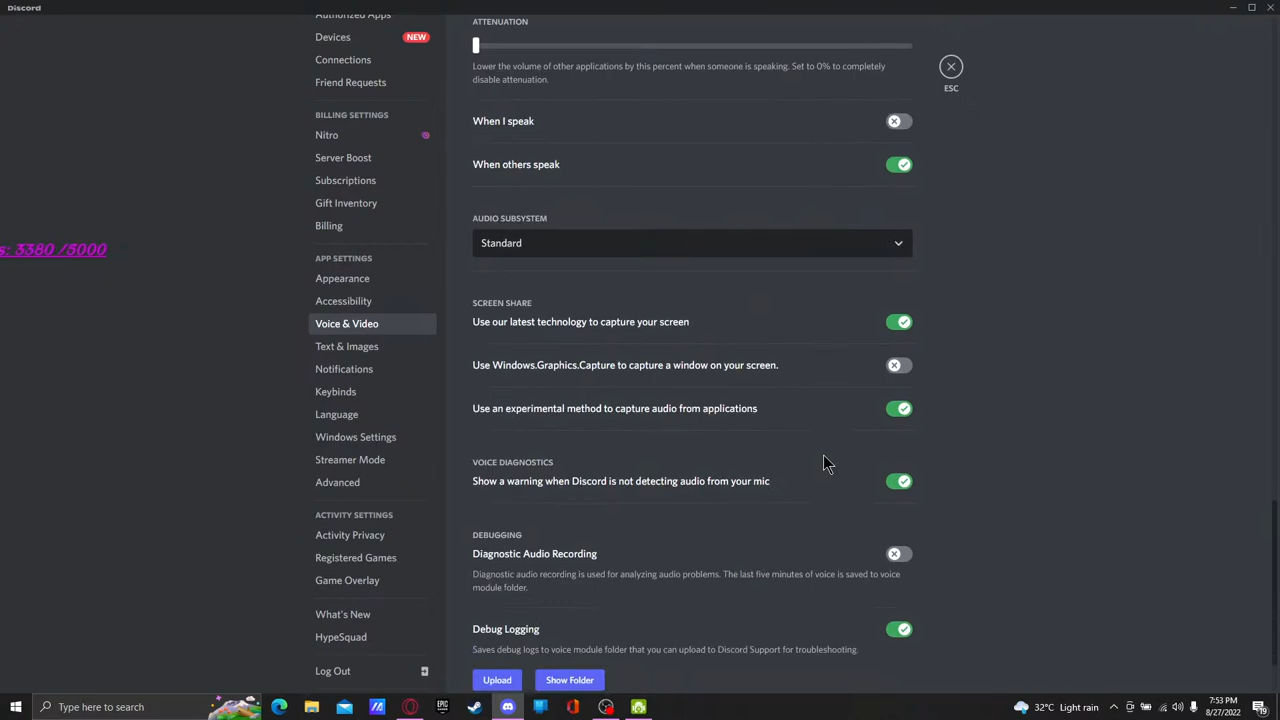 Discord
Authorized Apps
Devices
NEW
Connections
Friend Requests
BILLING SETTINGS
Nitro
Server Boost
Subscriptions
Gift Inventory
Billing
APP SETTINGS
Appearance
Accessibility
Voice & Video
Text & Images
Notifications
Keybinds
Language
Windows Settings
Streamer Mode
Advanced
ACTIVITY SETTINGS
Activity Privacy
Registered Games
Game Overlay
What's New
HypeSquad
Log Out
s: 3380 /5000
ATTENUATION
Lower the volume of other applications by this percent when someone is speaking. Set to 0% to completely
disable attenuation.
When I speak
When others speak
AUDIO SUBSYSTEM
Standard
SCREEN SHARE
Use our latest technology to capture your screen
Use Windows.Graphics.Capture to capture a window on your screen.
Use an experimental method to capture audio from applications
VOICE DIAGNOSTICS
Show a warning when Discord is not detecting audio from your mic
DEBUGGING
Diagnostic Audio Recording
Diagnostic audio recording is used for analyzing audio problems. The last five minutes of voice is saved to voice
module folder.
Debug Logging
Saves debug logs to voice module folder that you can upload to Discord Support for troubleshooting.
Upload
Show Folder
ESC
Type here to search
EPIC
GAMES
32°C Light rain
7:53 PM
8/27/2022